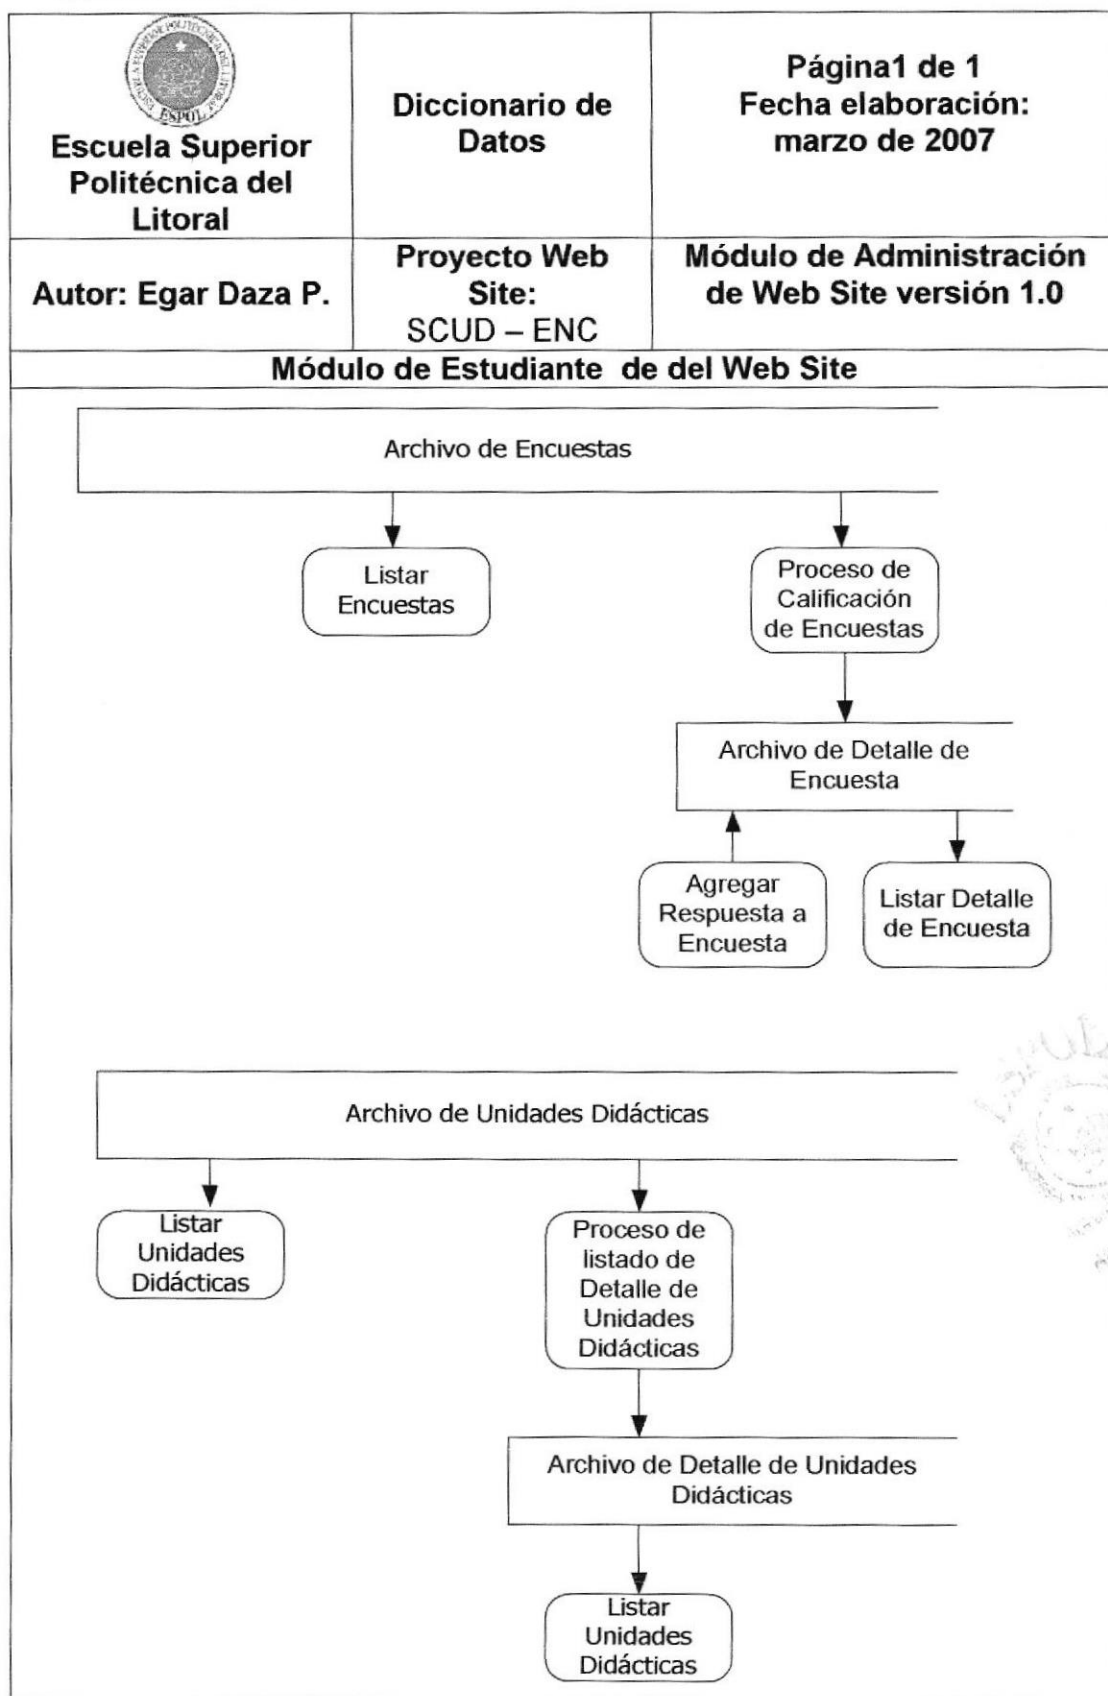 ESPOL
Escuela Superior
Politécnica del
Litoral
Diccionario de
Datos
Página1 de 1
Fecha elaboración:
marzo de 2007
Autor: Egar Daza P.
Proyecto Web
Site:
SCUD – ENC
Módulo de Administración
de Web Site versión 1.0
Módulo de Estudiante  de del Web Site
Archivo de Encuestas
Listar
Encuestas
Proceso de
Calificación
de Encuestas
Archivo de Detalle de
Encuesta
Agregar
Respuesta a
Encuesta
Listar Detalle
de Encuesta
Archivo de Unidades Didácticas
Listar
Unidades
Didácticas
Proceso de
listado de
Detalle de
Unidades
Didácticas
Archivo de Detalle de Unidades
Didácticas
Listar
Unidades
Didácticas